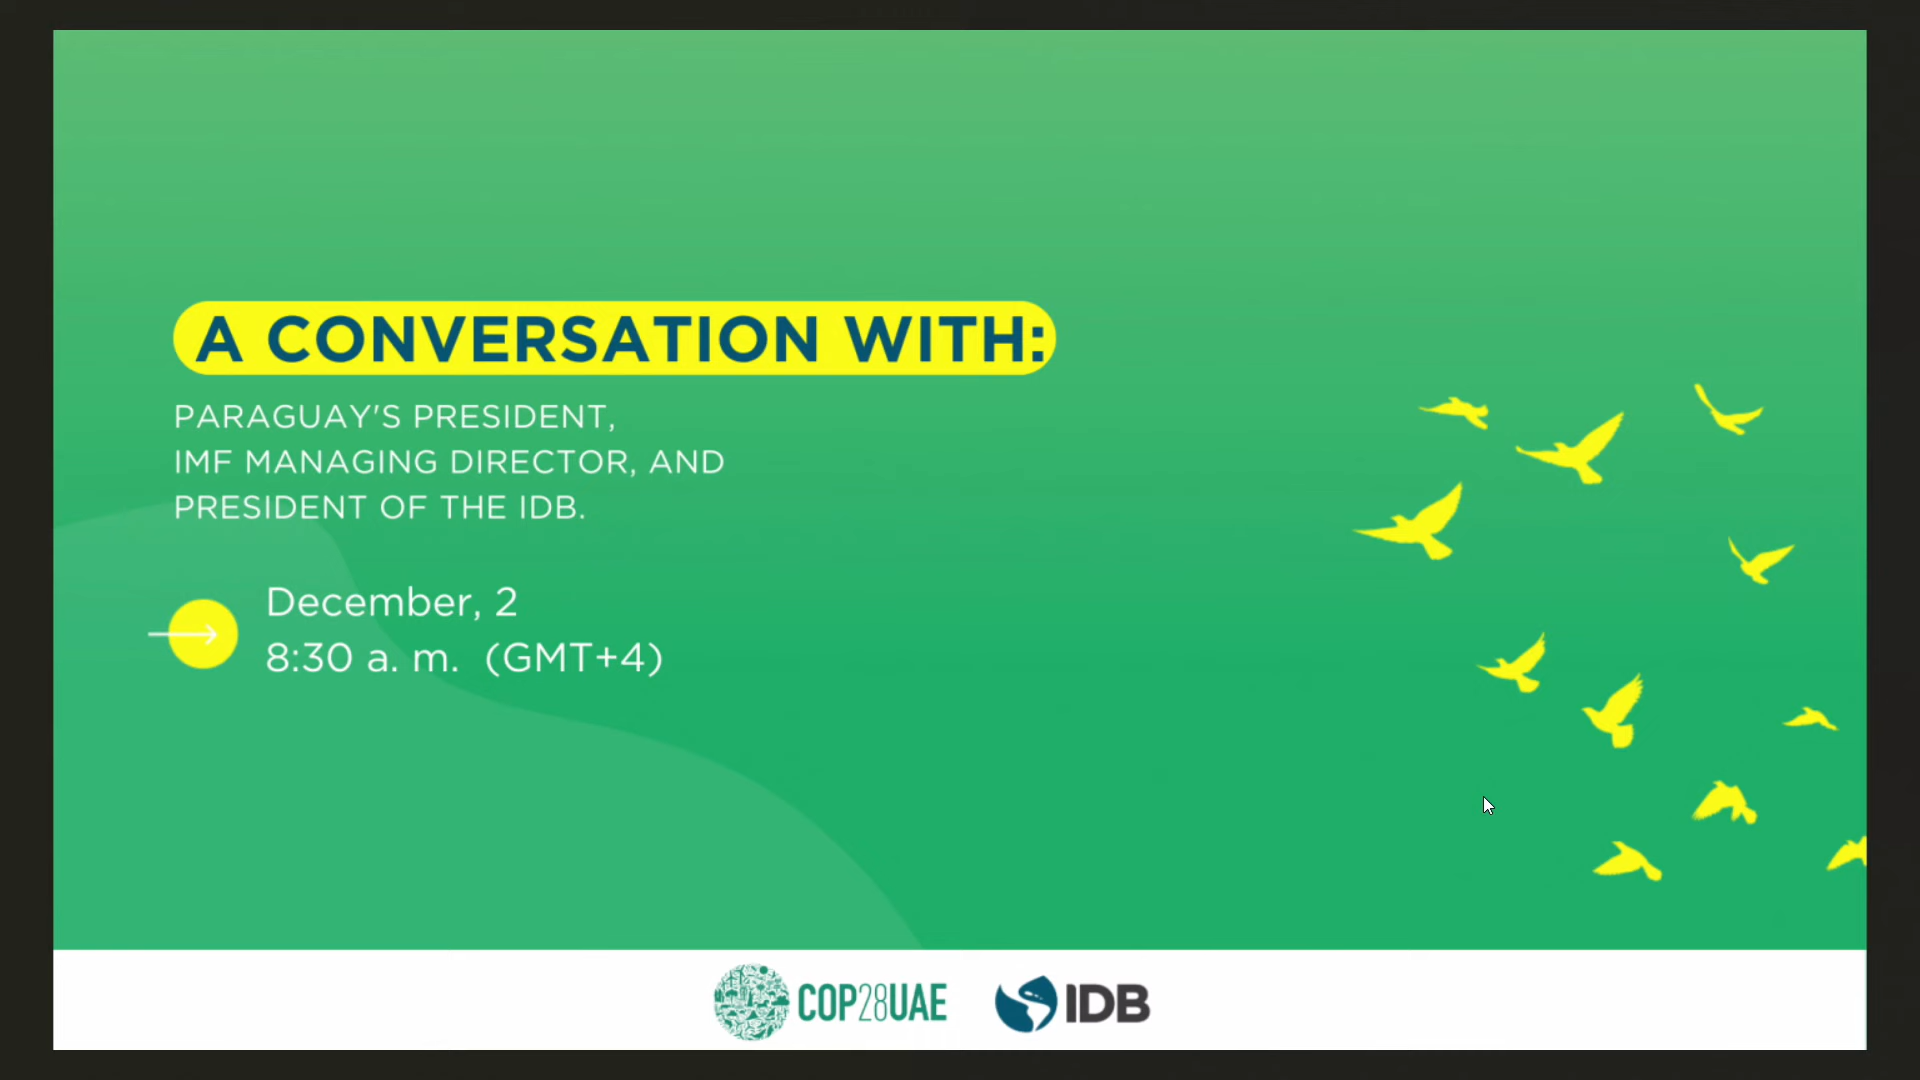 A CONVERSATION WITH:
PARAGUAY'S PRESIDENT,
IMF MANAGING DIRECTOR, AND
PRESIDENT OF THE IDB.
December, 2
8:30 a. m. (GMT+4)
COP28UAE
IDB